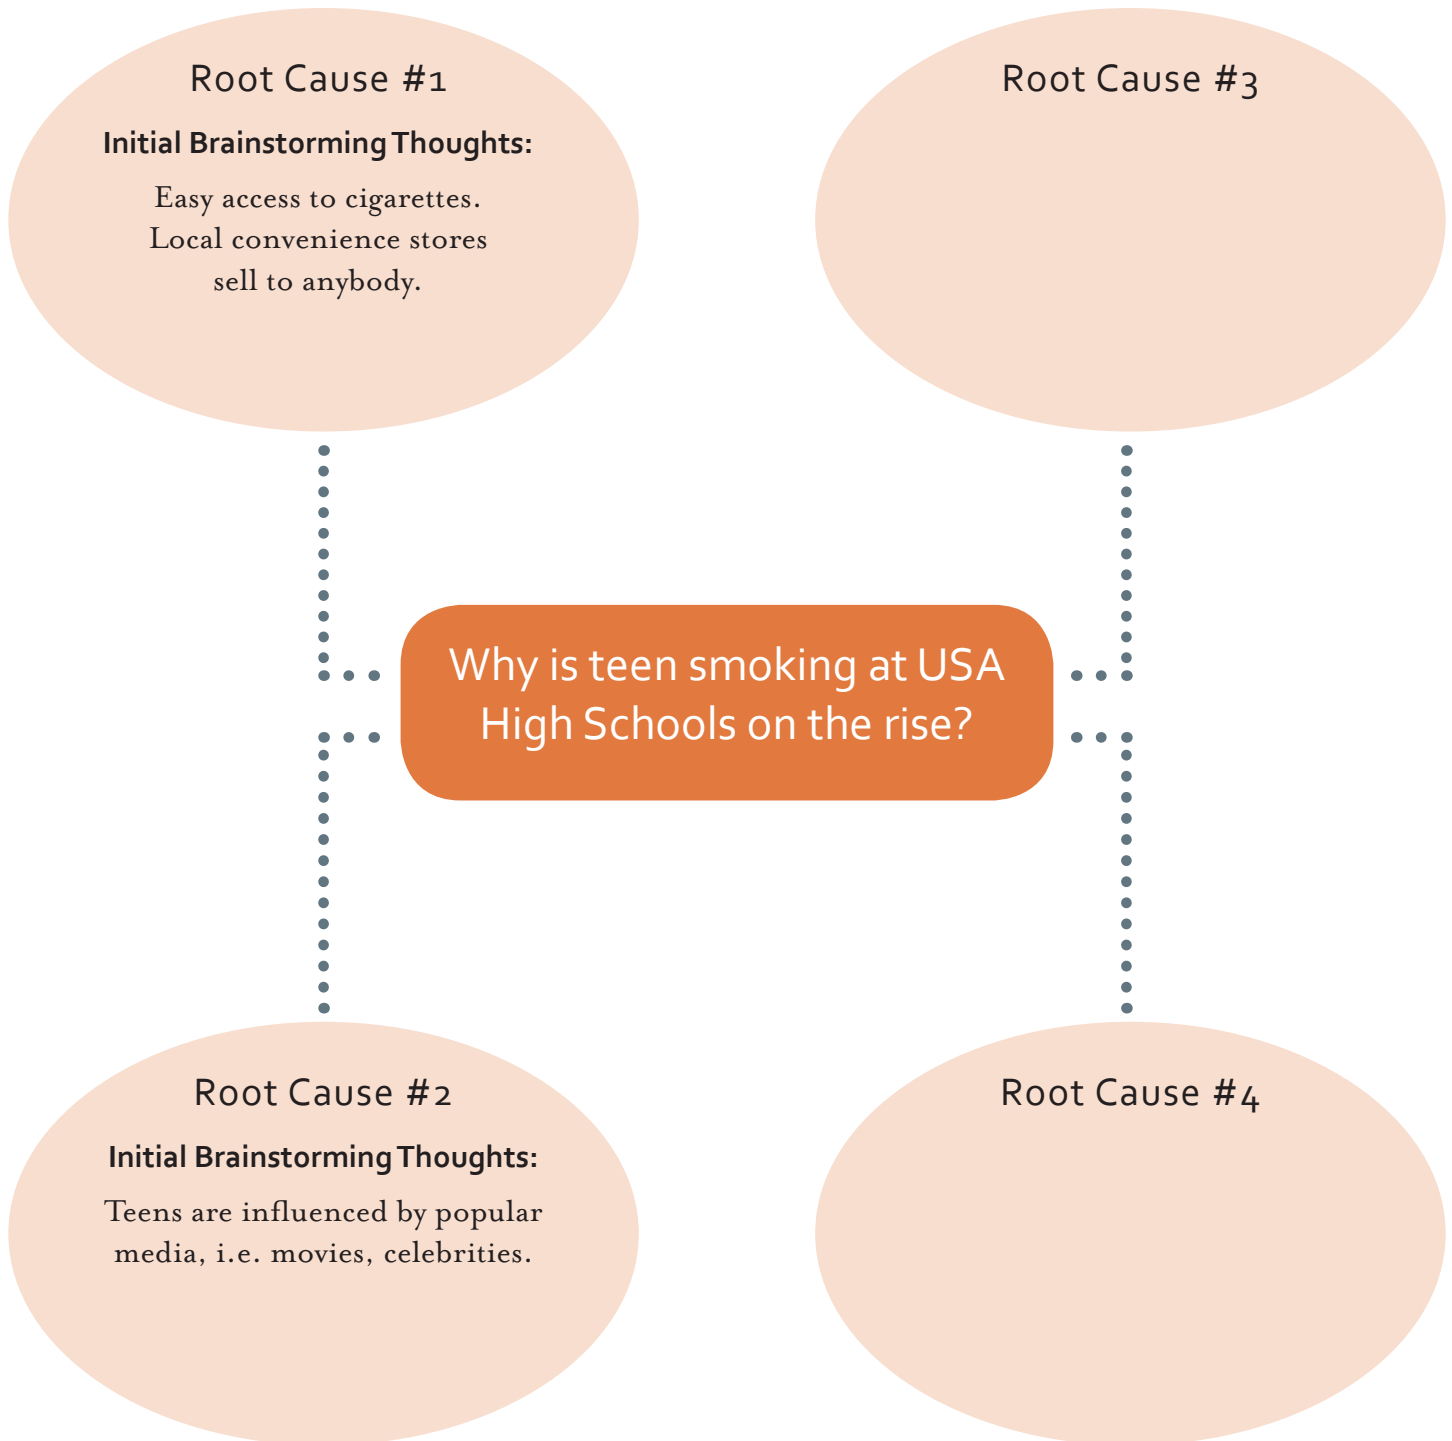 Root Cause #1
Initial Brainstorming Thoughts:
Easy access to cigarettes.
Local convenience stores
sell to anybody.
Root Cause #3
Why is teen smoking at USA
High Schools on the rise?
Root Cause #2
Initial Brainstorming Thoughts:
Teens are influenced by popular
media, i.e. movies, celebrities.
Root Cause #4